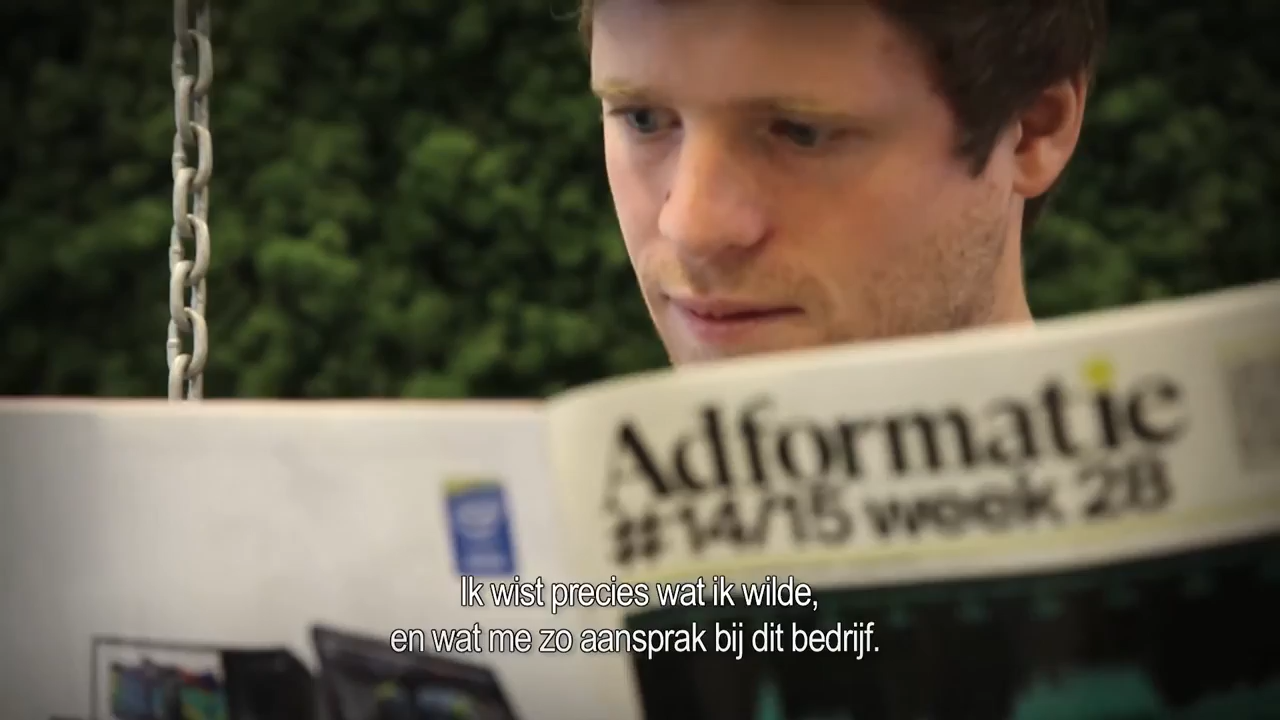 Adformatie
#14/15 week 28
Ik wist precies wat ik wilde,
en wat me zo aansprak bij dit bedrijf.